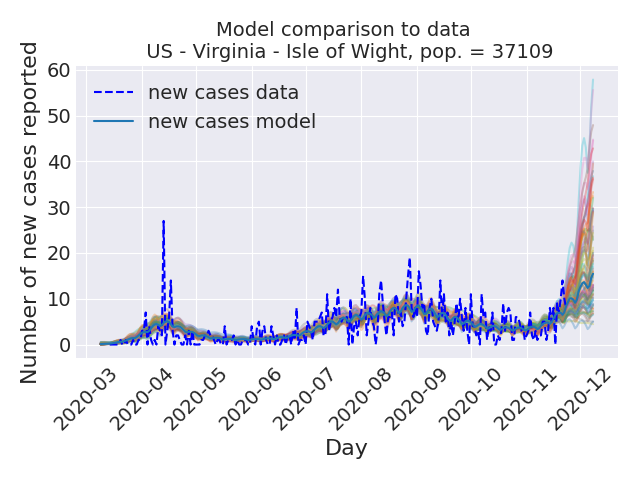 Model comparison to data
US - Virginia - Isle of Wight, pop. = 37109
Number of new cases reported
60
50
40
30
20
10
0
new cases data
new cases model
2020-03
2020-04
2020-05
2020-06
2020-07
2020-08
2020-09
2020-10
2020-11
2020-12
Day